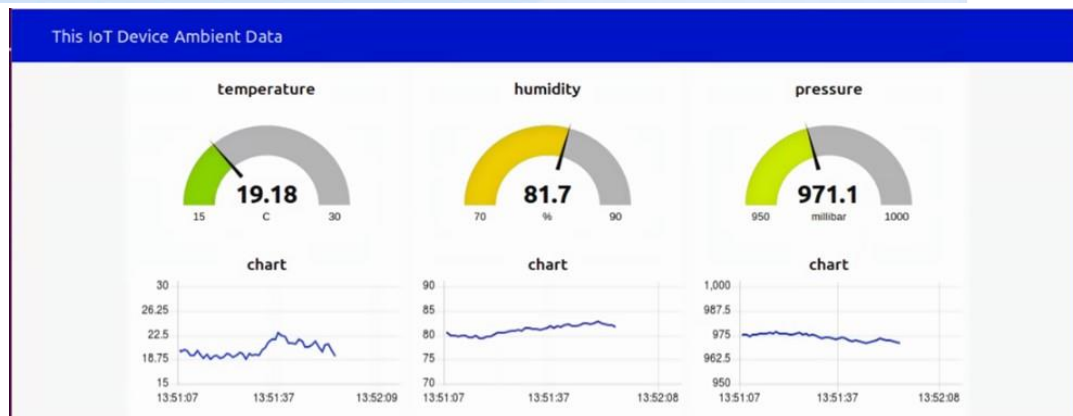 This IoT Device Ambient Data
temperature
19.18
15 C 30
chart
30
26.25
22.5
18.75
15
13:51:07 13:51:37 13:52:09
humidity
81.7
70 % 90
chart
90
85
80
75
70
13:51:07 13:51:37 13:52:08
pressure
971.1
950 millibar 1000
chart
1,000
987.5
975
962.5
950
13:51:07 13:51:37 13:52:08